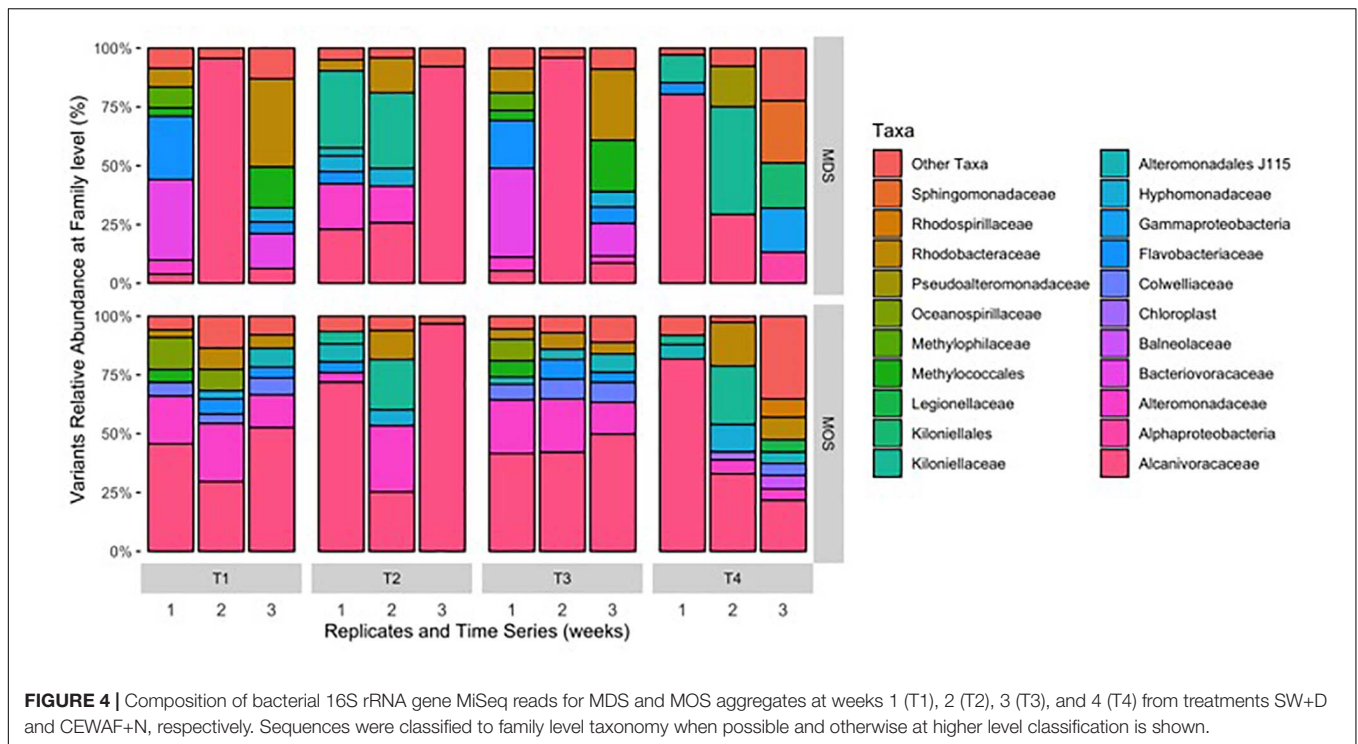 100%
75%
50%
25%
0%
MDS
100%
75%
50%
25%
0%
MOS
Variants Relative Abundance at Family level (%)
T1
T2
T3
T4
1 2 3 1 2 3 1 2 3 1 2 3
Replicates and Time Series (weeks)
Taxa
Other Taxa
Sphingomonadaceae
Rhodospirillaceae
Rhodobacteraceae
Pseudoalteromonadaceae
Oceanospirillaceae
Methylophilaceae
Methylococcales
Legionellaceae
Kiloniellales
Kiloniellaceae
Alteromonadales J115
Hyphomonadaceae
Gammaproteobacteria
Flavobacteriaceae
Colwelliaceae
Chloroplast
Balneolaceae
Bacteriovoracaceae
Alteromonadaceae
Alphaproteobacteria
Alcanivoracaceae
FIGURE 4 | Composition of bacterial 16S rRNA gene MiSeq reads for MDS and MOS aggregates at weeks 1 (T1), 2 (T2), 3 (T3), and 4 (T4) from treatments SW+D
and CEWAF+N, respectively. Sequences were classified to family level taxonomy when possible and otherwise at higher level classification is shown.